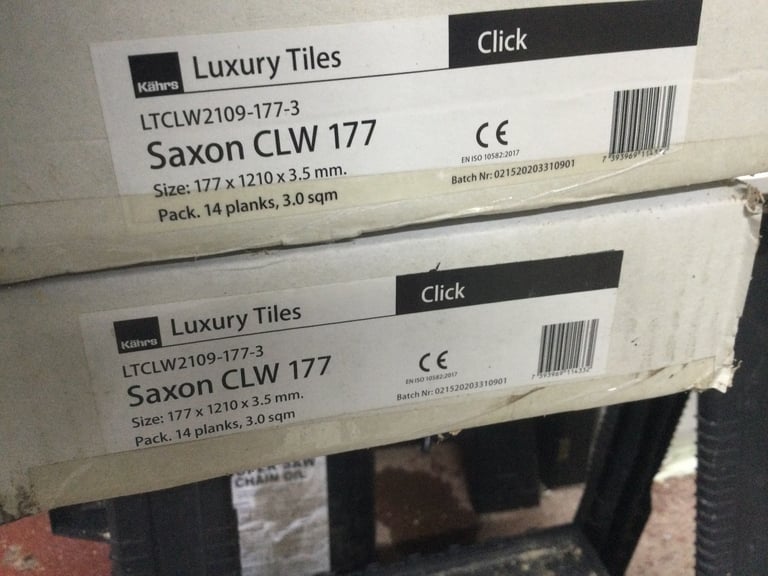 Kährs
Luxury Tiles
Click
LTCLW2109-177-3
Saxon CLW 177
Size: 177 x 1210 x 3.5 mm.
Pack. 14 planks, 3.0 sqm
CE
EN ISO 10582:2017
Batch Nr: 021520203310901
Kährs
Luxury Tiles
Click
LTCLW2109-177-3
Saxon CLW 177
Size: 177 x 1210 x 3.5 mm.
Pack. 14 planks, 3.0 sqm
CE
EN ISO 10582:2017
Batch Nr: 021520203310901
SAW
CHAIN OIL